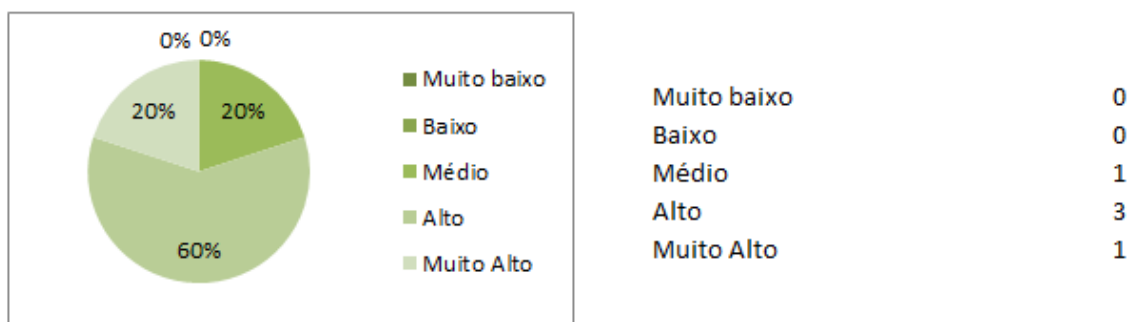 0% 0%
20% 20%
60%
Muito baixo
Baixo
Médio
Alto
Muito Alto
Muito baixo 0
Baixo 0
Médio 1
Alto 3
Muito Alto 1